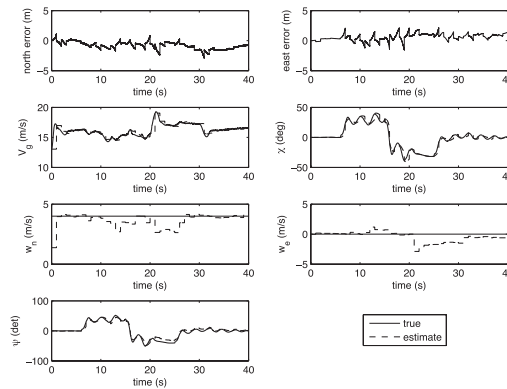 5
0
−5
north error (m)
0 10 20 30 40
time (s)
5
0
−5
east error (m)
0 10 20 30 40
time (s)
20
15
10
V_g (m/s)
0 10 20 30 40
time (s)
50
0
−50
χ (deg)
0 10 20 30 40
time (s)
5
0
w_n (m/s)
0 10 20 30 40
time (s)
5
0
−5
w_e (m/s)
0 10 20 30 40
time (s)
100
0
−100
ψ (det)
0 10 20 30 40
time (s)
true
estimate